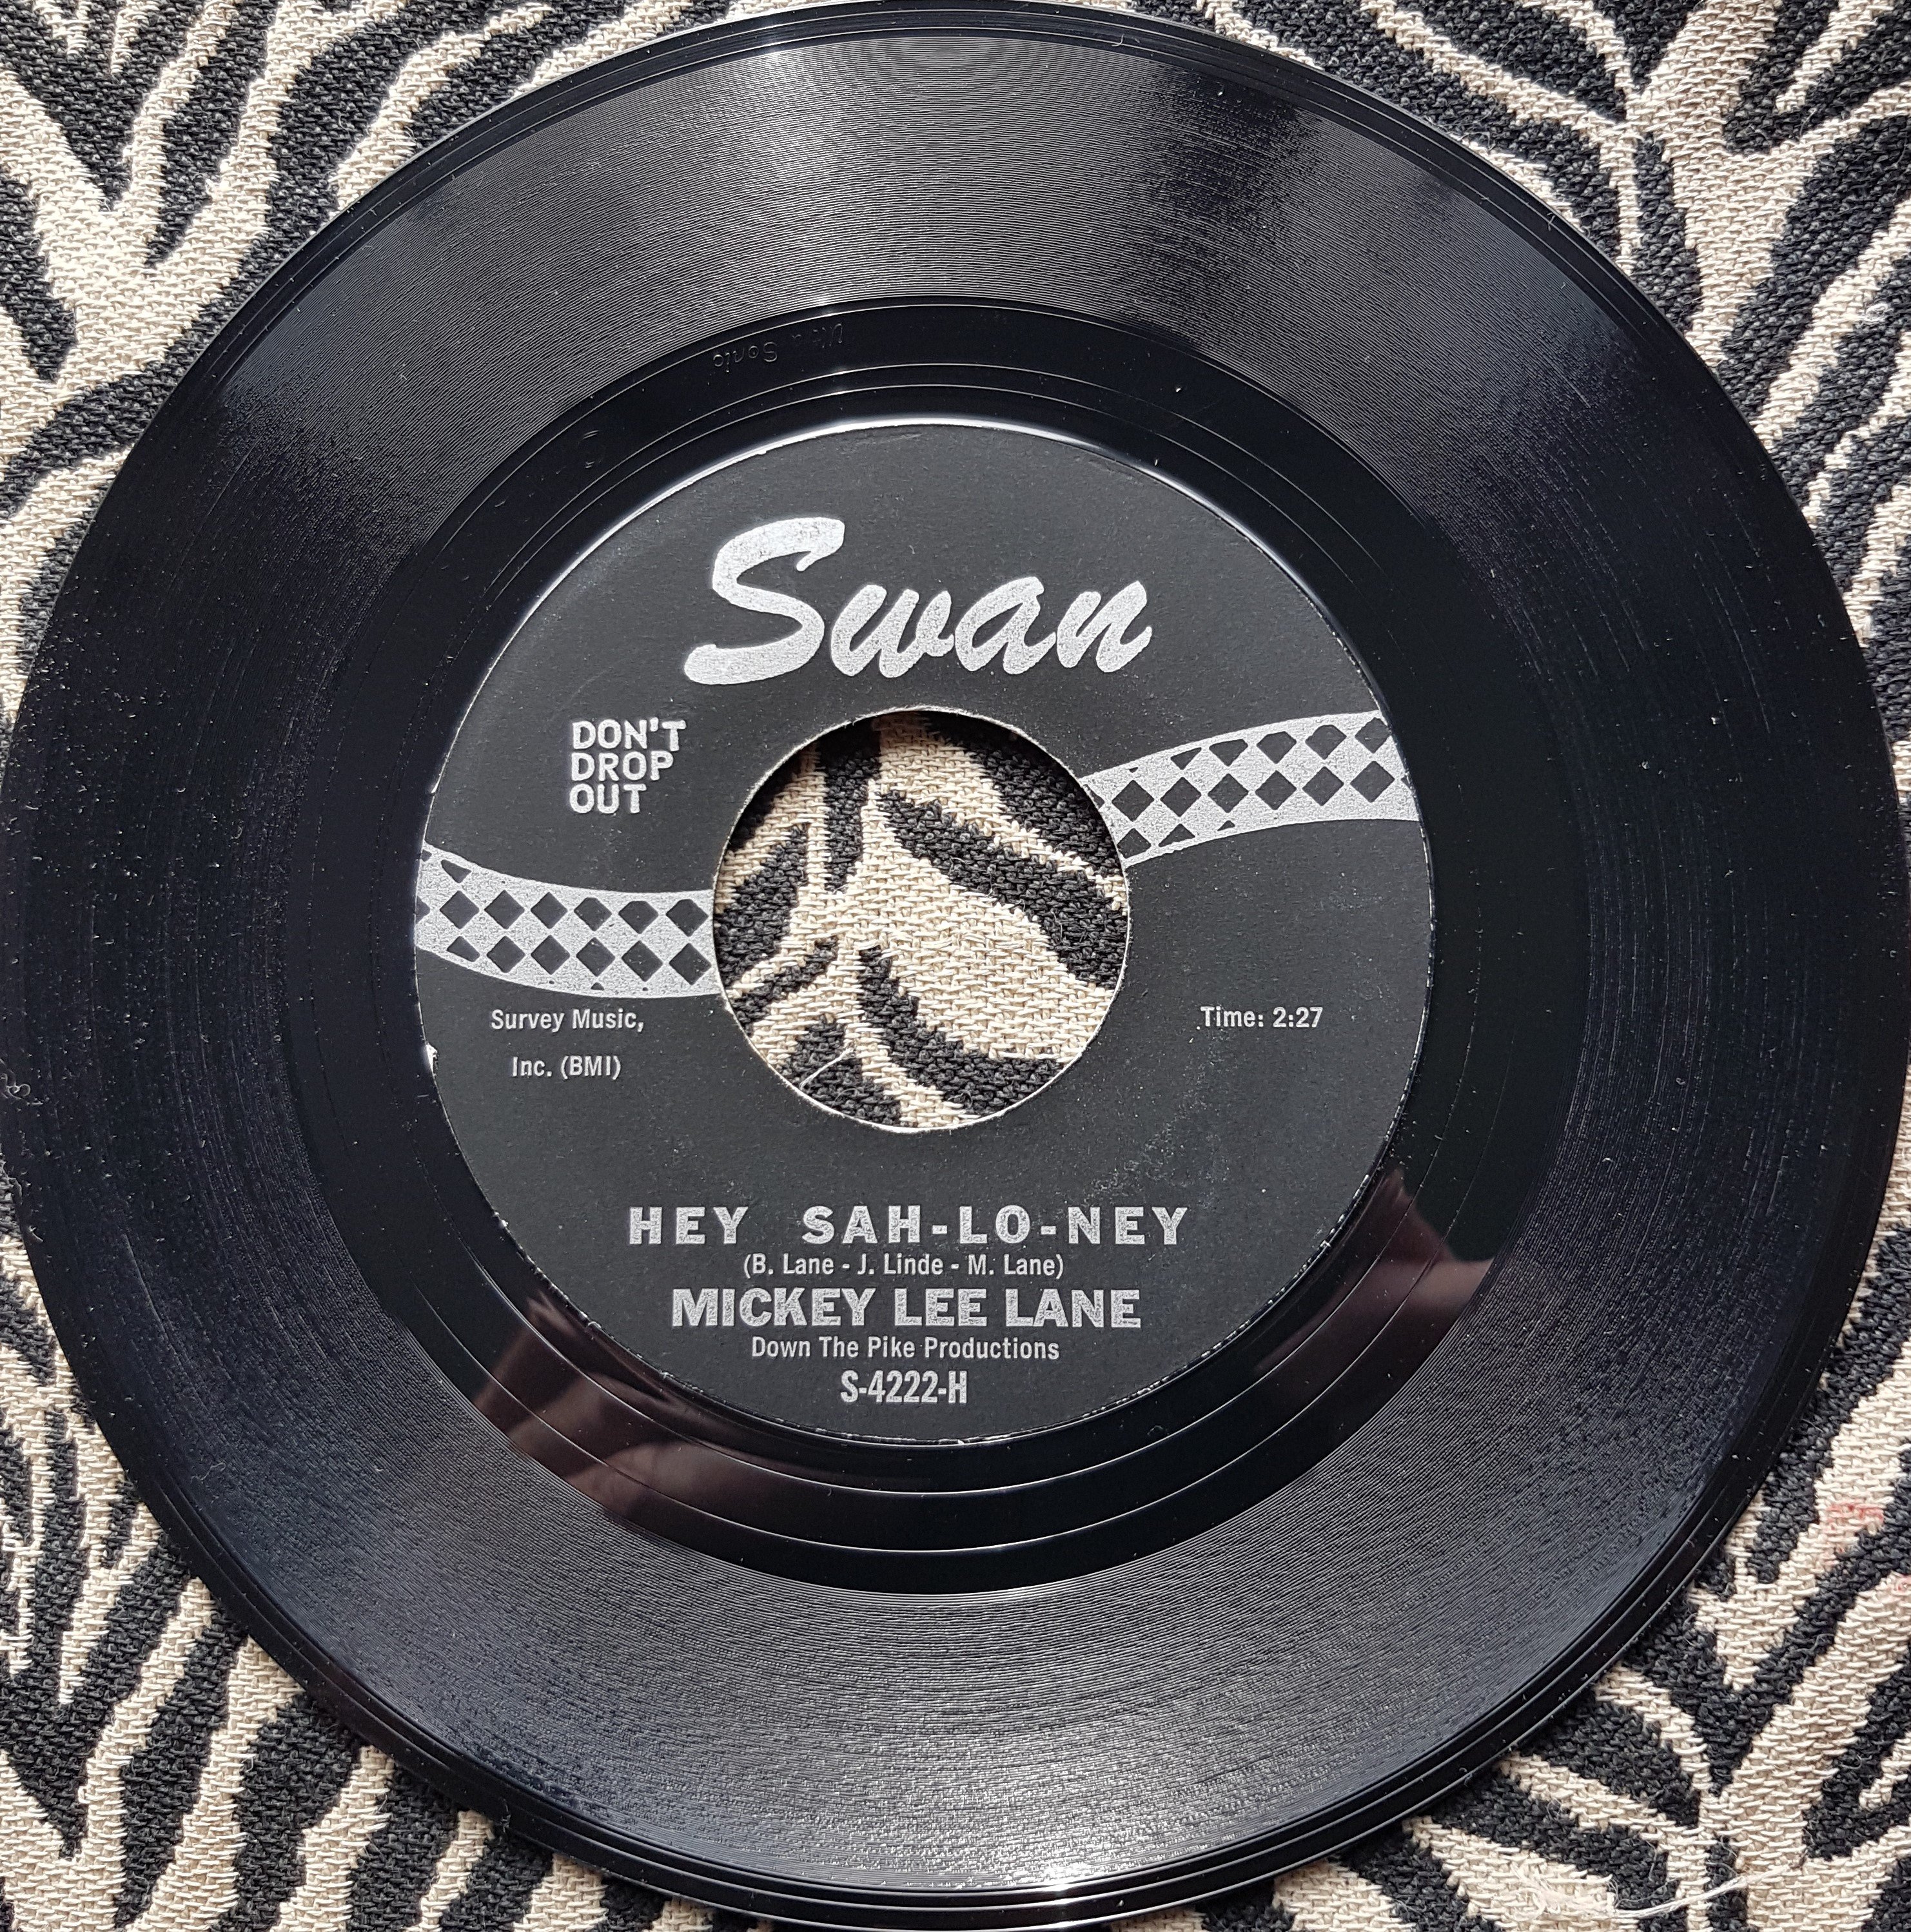 Swan
DON'T
DROP
OUT
Survey Music,
Inc. (BMI)
Time: 2:27
HEY SAH-LO-NEY
(B. Lane - J. Linde - M. Lane)
MICKEY LEE LANE
Down The Pike Productions
S-4222-H